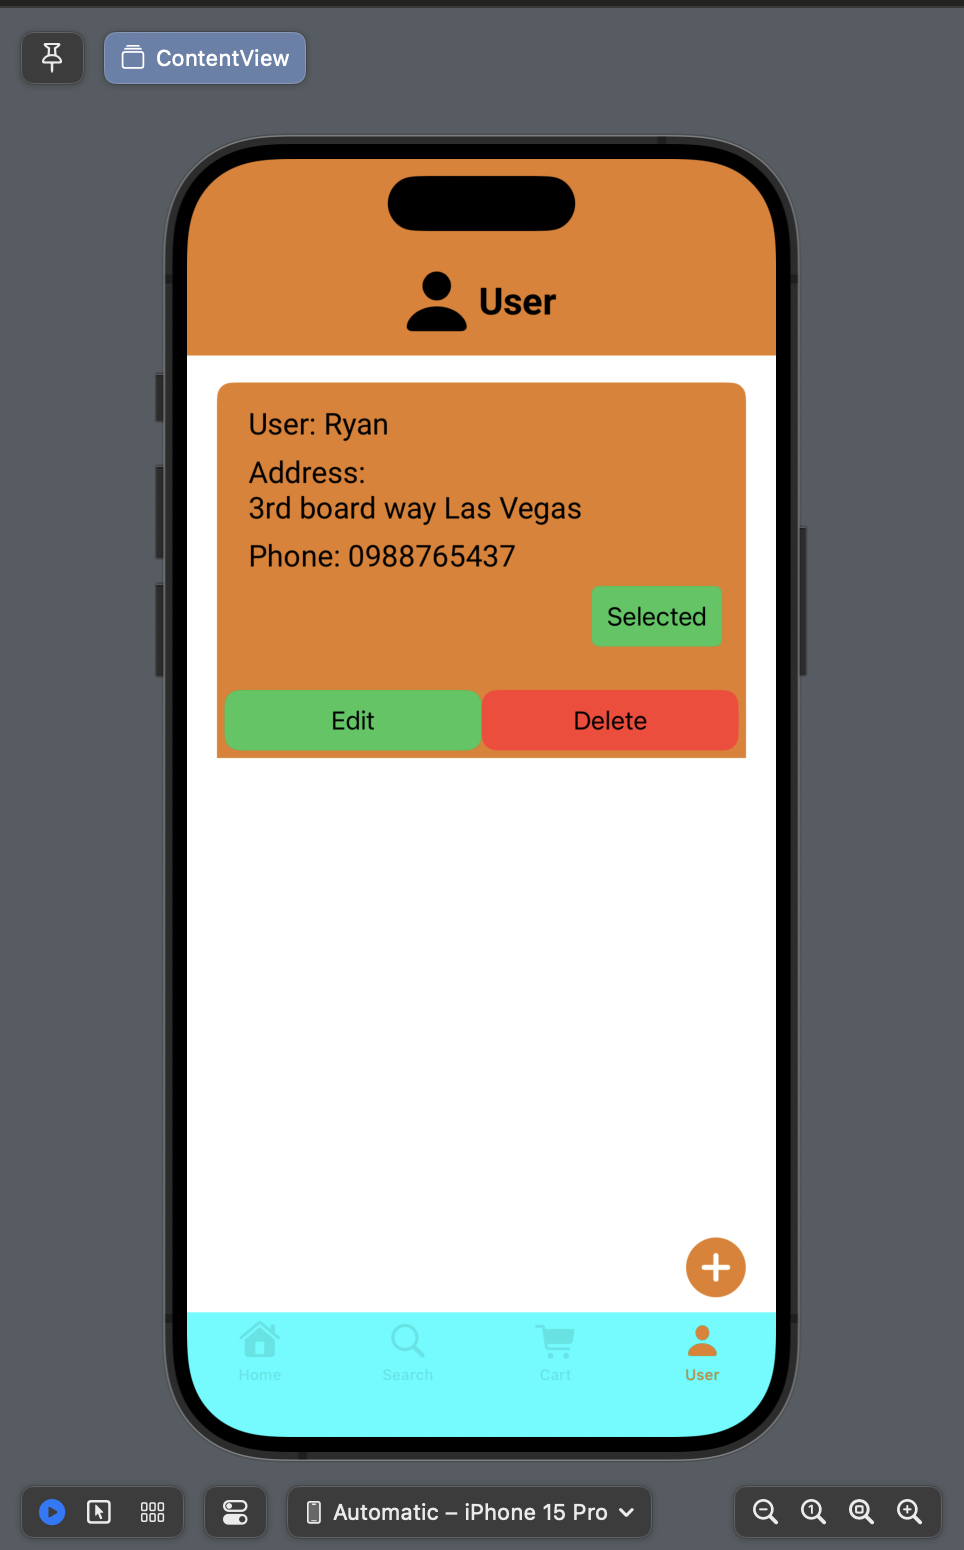 ContentView
User
User: Ryan
Address:
3rd board way Las Vegas
Phone: 0988765437
Selected
Edit Delete
Home Search Cart User
Automatic – iPhone 15 Pro